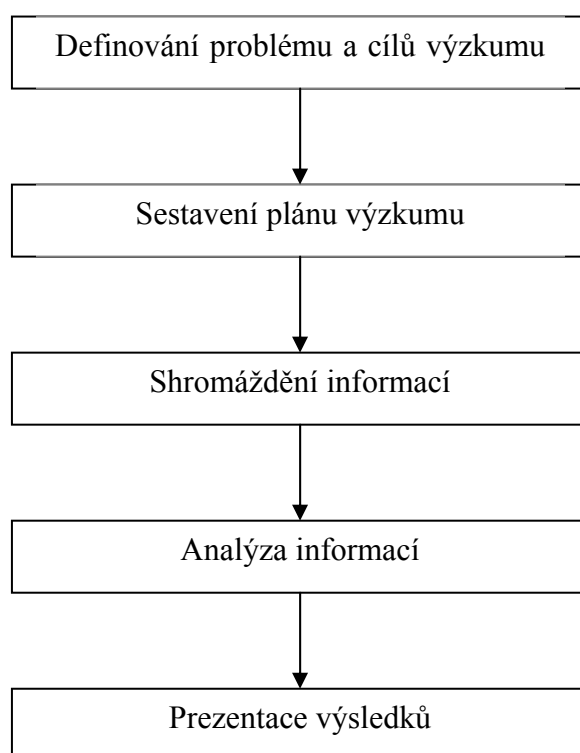 Definování problému a cílů výzkumu
Sestavení plánu výzkumu
Shromáždění informací
Analýza informací
Prezentace výsledků